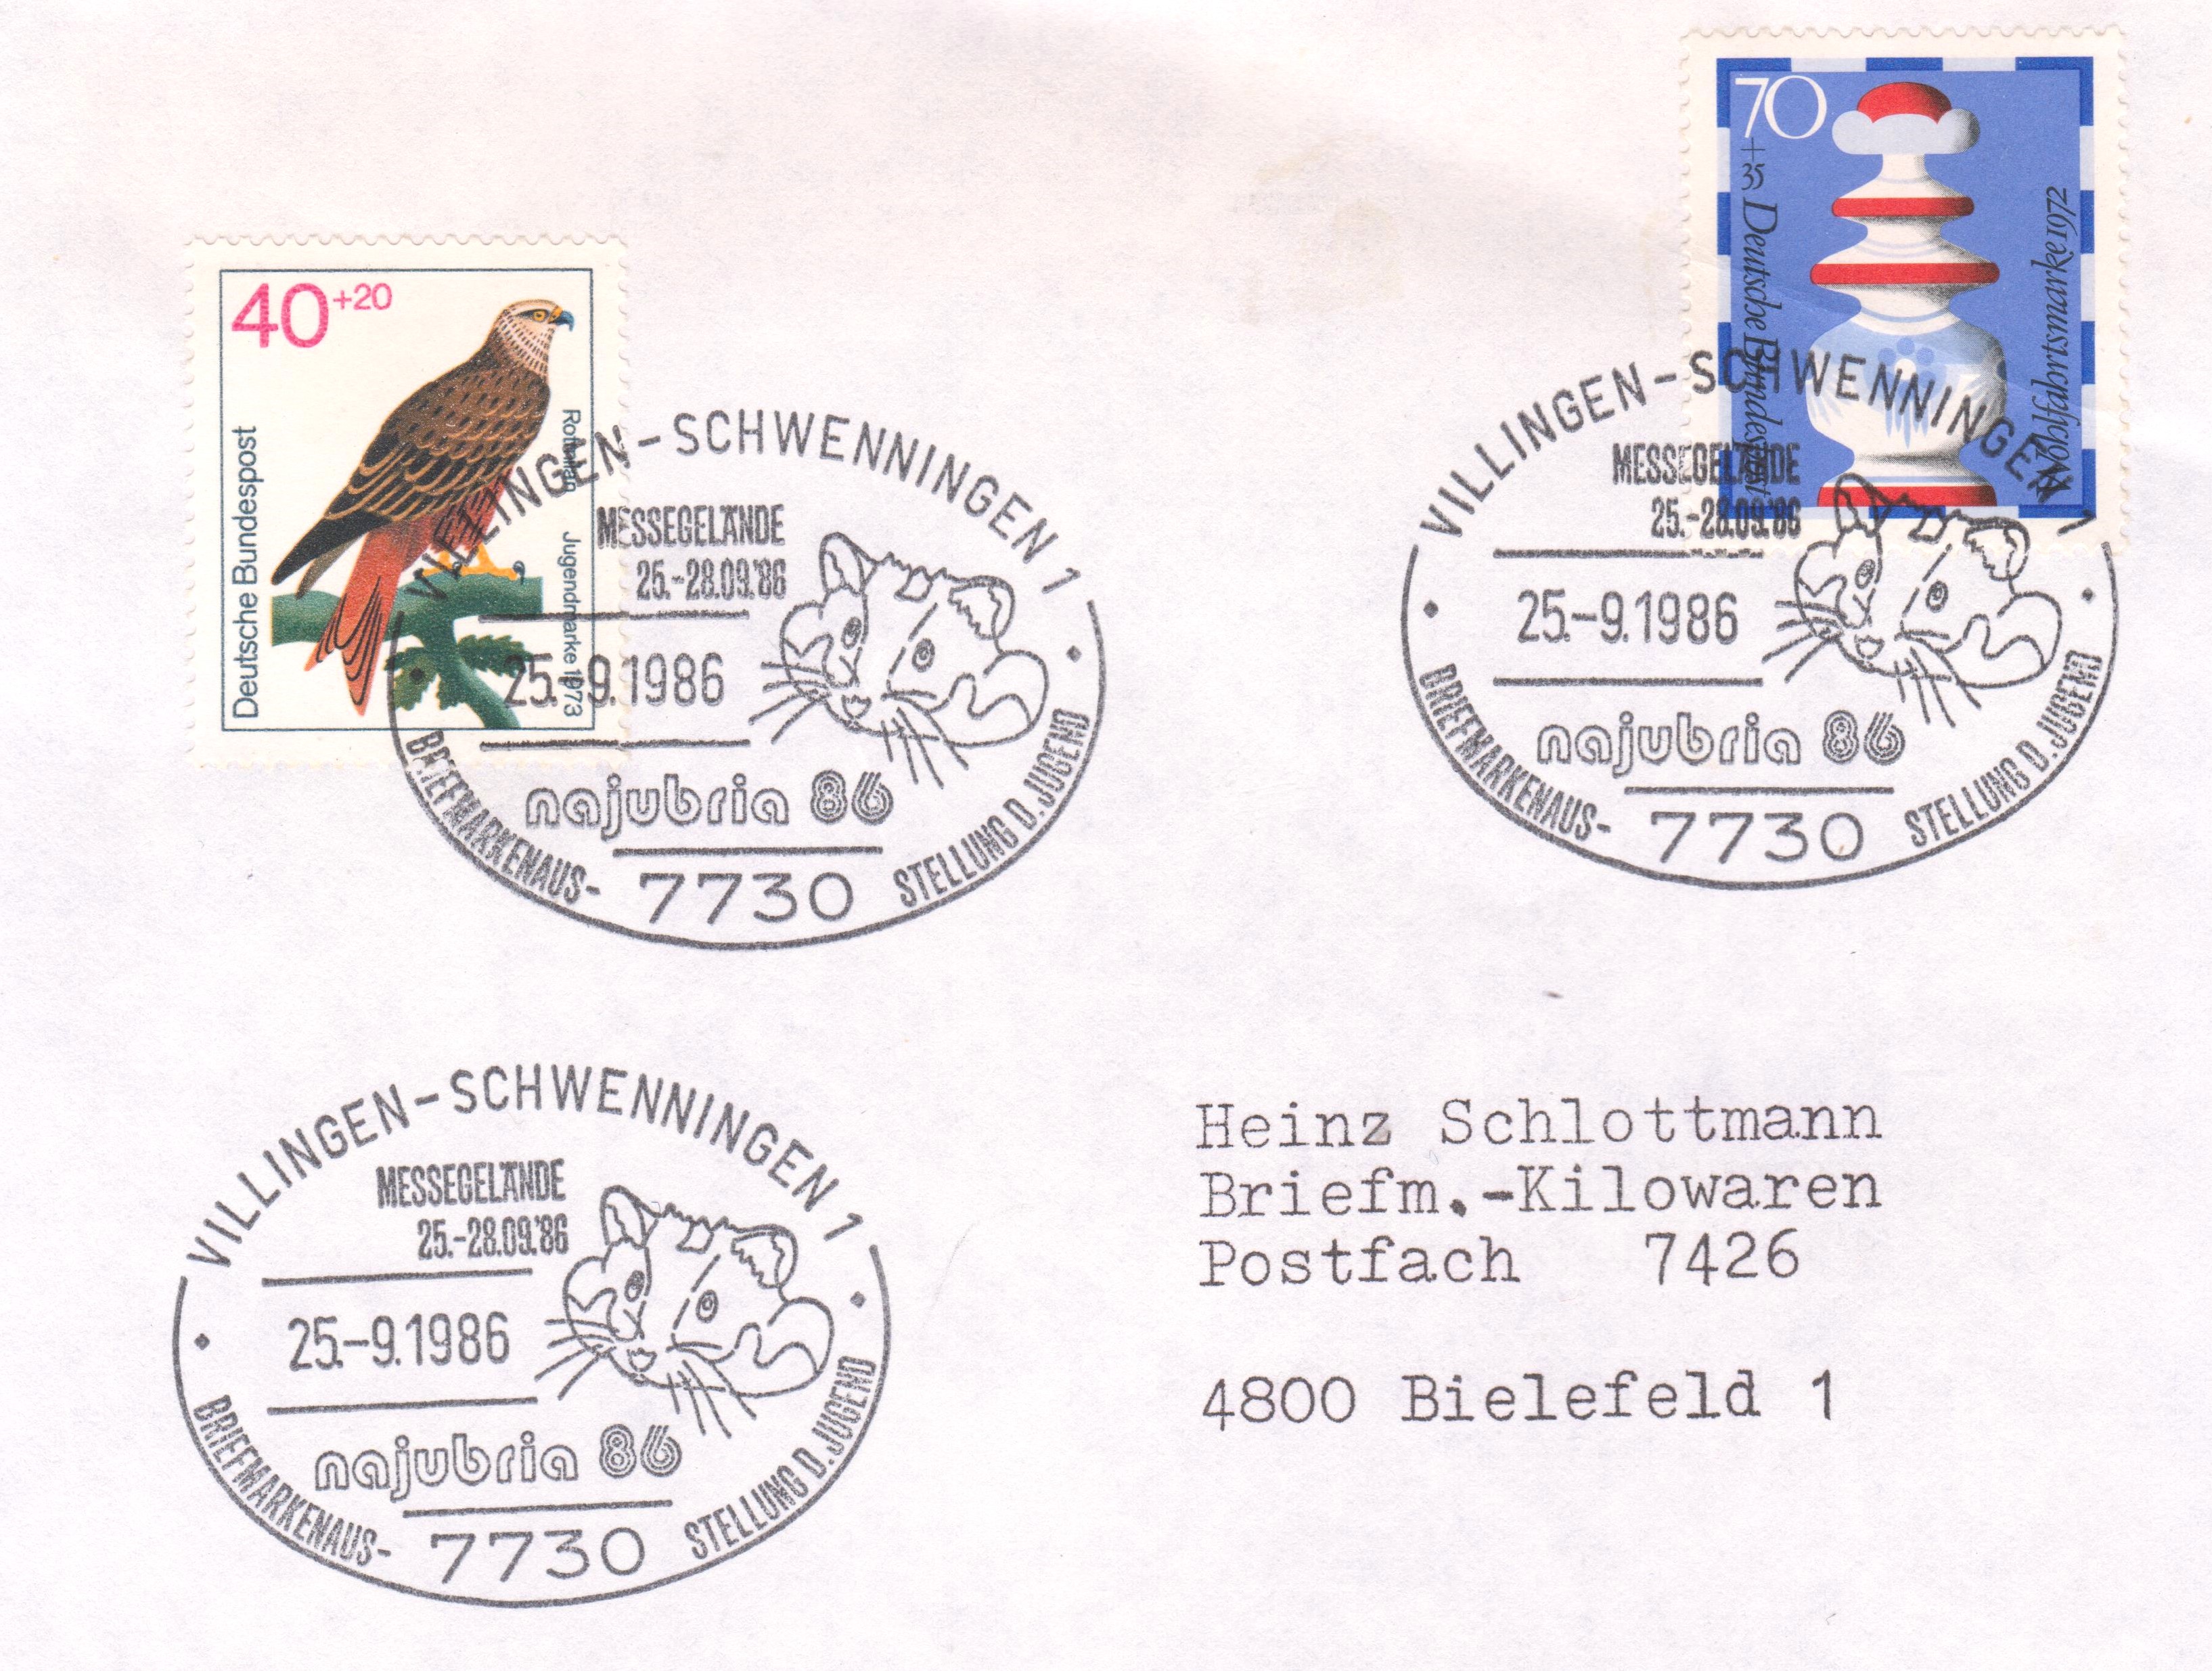 70
+35 Deutsche Bundespost
Wohlfahrtsmarke 1972
40+20
Deutsche Bundespost
Rotmilan Jugendmarke 1973
VILLINGEN-SCHWENNINGEN 1
MESSEGELÄNDE
25.-28.09.'86
25.-9.1986
najubria 86
BRIEFMARKENAUS-
7730
STELLUNG D. JUGEND
VILLINGEN-SCHWENNINGEN 1
MESSEGELÄNDE
25.-28.09.'86
25.-9.1986
najubria 86
BRIEFMARKENAUS-
7730
STELLUNG D. JUGEND
VILLINGEN-SCHWENNINGEN 1
MESSEGELÄNDE
25.-28.09.'86
25.-9.1986
najubria 86
BRIEFMARKENAUS-
7730
STELLUNG D. JUGEND
Heinz Schlottmann
Briefm.-Kilowaren
Postfach 7426
4800 Bielefeld 1